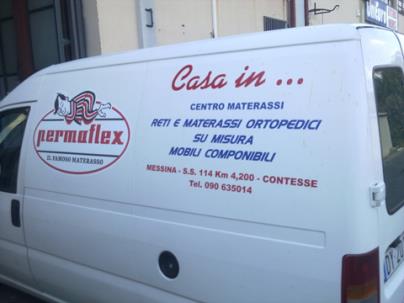 Casa in ...
CENTRO MATERASSI
RETI E MATERASSI ORTOPEDICI
SU MISURA
MOBILI COMPONIBILI
MESSINA - S.S. 114 Km 4,200 - CONTESSE
Tel. 090 635014
permaflex
IL FAMOSO MATERASSO